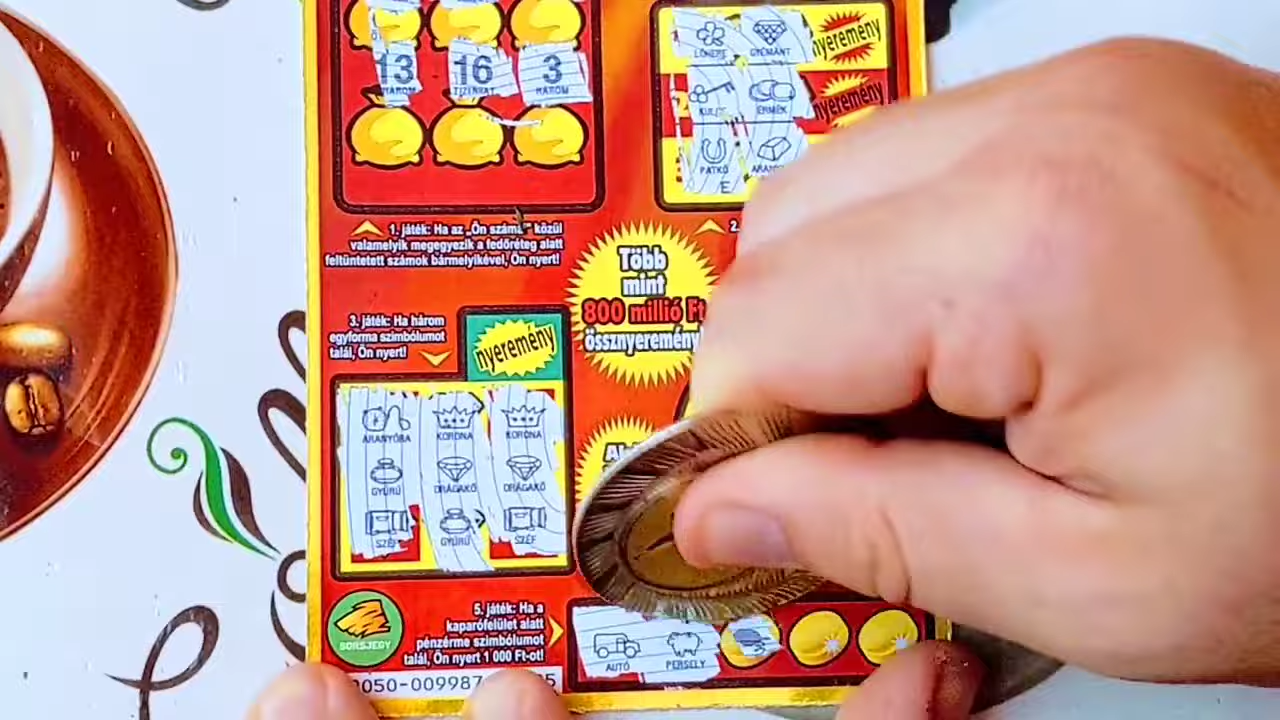 13 16 3
HÁROM TIZENHAT HÁROM
LÓHERE GYÉMÁNT
nyeremény
KULCS ÉRMÉK
nyeremény
PATKÓ
E
1. játék: Ha az „Ön száma" közül
valamelyik megegyezik a fedőréteg alatt
feltüntetett számok bármelyikével, Ön nyert!
2.
Több
mint
800 millió Ft
össznyeremény
3. játék: Ha három
egyforma szimbólumot
talál, Ön nyert!
nyeremény
ARANYÓRA KORONA KORONA
GYŰRŰ DRÁGAKŐ DRÁGAKŐ
SZÉF GYŰRŰ SZÉF
SORSJEGY
5. játék: Ha a
kaparófelület alatt
pénzérme szimbólumot
talál, Ön nyert 1 000 Ft-ot!
AUTÓ PERSELY
050-009987